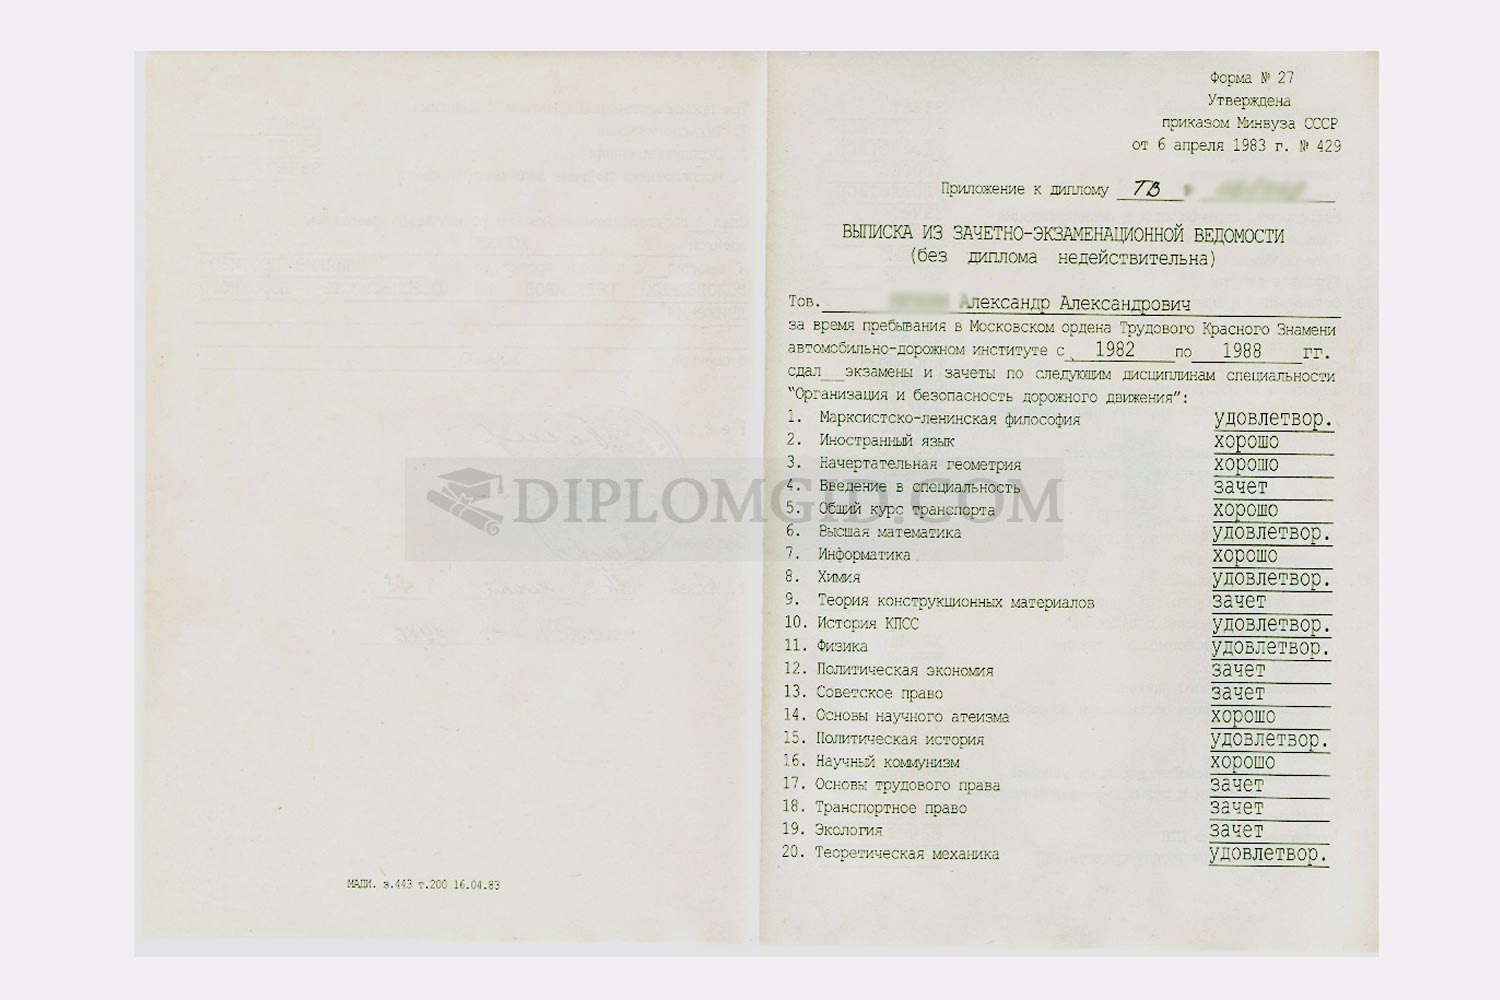 Форма № 27
Утверждена
приказом Минвуза СССР
от 6 апреля 1983 г. № 429
Приложение к диплому ТВ №
ВЫПИСКА ИЗ ЗАЧЕТНО-ЭКЗАМЕНАЦИОННОЙ ВЕДОМОСТИ
(без диплома недействительна)
Тов. Александр Александрович
за время пребывания в Московском ордена Трудового Красного Знамени
автомобильно-дорожном институте с 1982 по 1988 гг.
сдал__ экзамены и зачеты по следующим дисциплинам специальности
"Организация и безопасность дорожного движения":
1. Марксистско-ленинская философия удовлетвор.
2. Иностранный язык хорошо
3. Начертательная геометрия хорошо
4. Введение в специальность зачет
5. Общий курс транспорта хорошо
6. Высшая математика удовлетвор.
7. Информатика хорошо
8. Химия удовлетвор.
9. Теория конструкционных материалов зачет
10. История КПСС удовлетвор.
11. Физика удовлетвор.
12. Политическая экономия зачет
13. Советское право зачет
14. Основы научного атеизма хорошо
15. Политическая история удовлетвор.
16. Научный коммунизм хорошо
17. Основы трудового права зачет
18. Транспортное право зачет
19. Экология зачет
20. Теоретическая механика удовлетвор.
МАДИ. з.443 т.200 16.04.83
DIPLOMGID.COM